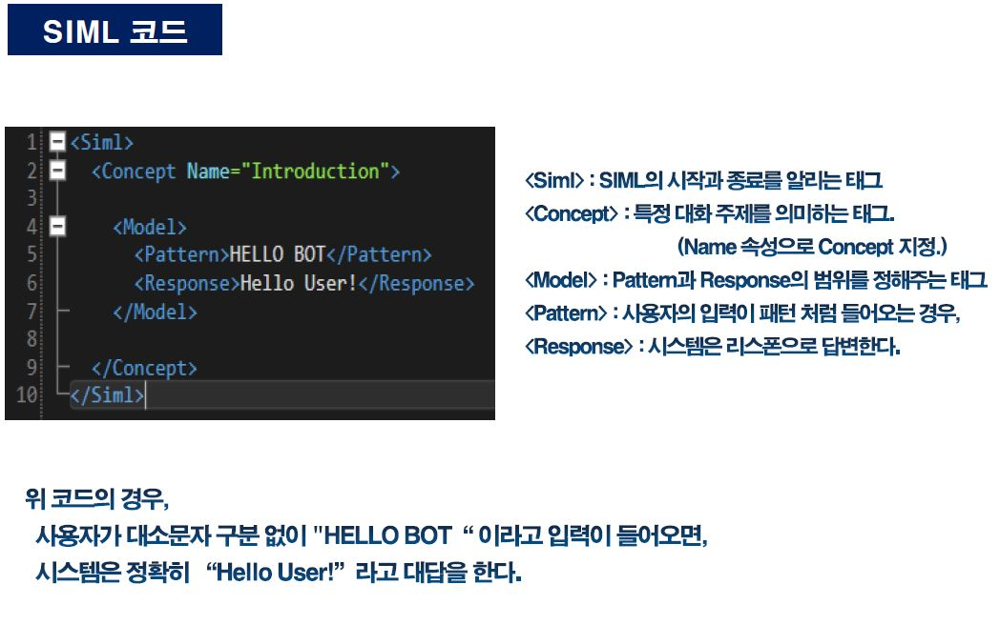 SIML 코드
1 <Siml>
2 <Concept Name="Introduction">
3
4 <Model>
5 <Pattern>HELLO BOT</Pattern>
6 <Response>Hello User!</Response>
7 </Model>
8
9 </Concept>
10 </Siml>
<Siml> : SIML의 시작과 종료를 알리는 태그
<Concept> : 특정 대화 주제를 의미하는 태그.
(Name 속성으로 Concept 지정.)
<Model> : Pattern과 Response의 범위를 정해주는 태그
<Pattern> : 사용자의 입력이 패턴 처럼 들어오는 경우,
<Response> : 시스템은 리스폰으로 답변한다.
위 코드의 경우,
사용자가 대소문자 구분 없이 "HELLO BOT “ 이라고 입력이 들어오면,
시스템은 정확히 “Hello User!” 라고 대답을 한다.